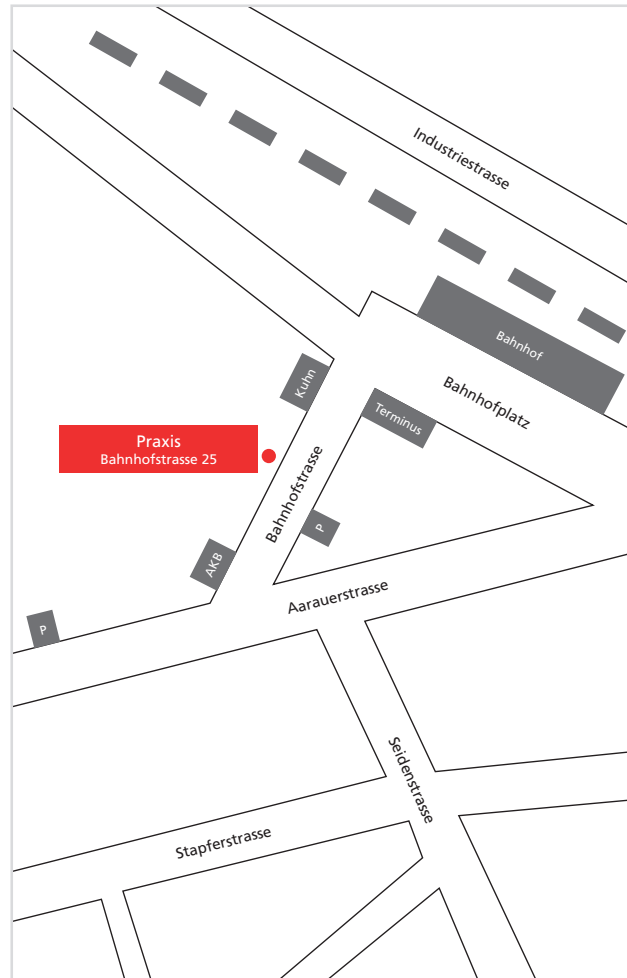 Industriestrasse
Bahnhof
Bahnhofplatz
Kuhn
Terminus
Praxis
Bahnhofstrasse 25
Bahnhofstrasse
P
AKB
Aarauerstrasse
P
Seidenstrasse
Stapferstrasse